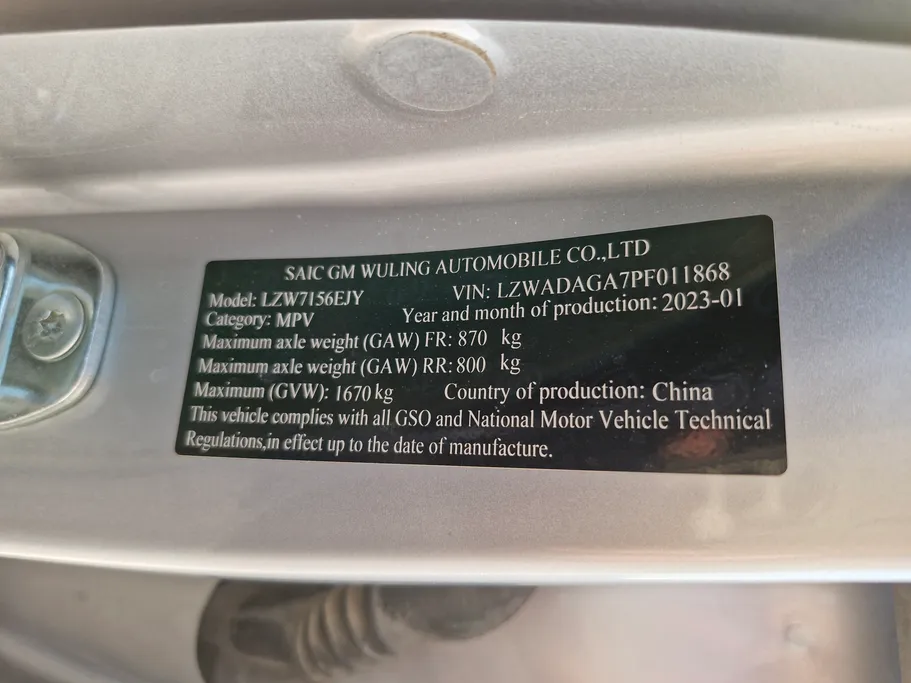 SAIC GM WULING AUTOMOBILE CO.,LTD
Model: LZW7156EJY VIN: LZWADAGA7PF011868
Category: MPV Year and month of production: 2023-01
Maximum axle weight (GAW) FR: 870 kg
Maximum axle weight (GAW) RR: 800 kg
Maximum (GVW): 1670 kg Country of production: China
This vehicle complies with all GSO and National Motor Vehicle Technical
Regulations,in effect up to the date of manufacture.